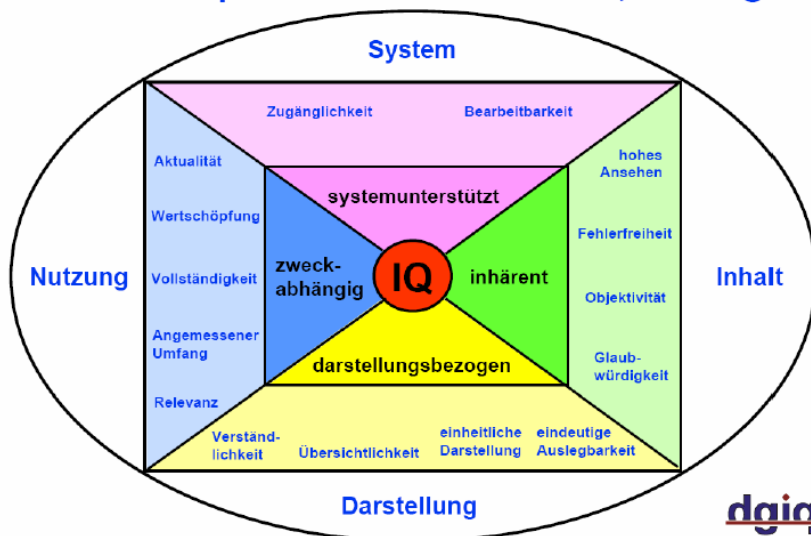 System
Zugänglichkeit
Bearbeitbarkeit
Aktualität
Wertschöpfung
Vollständigkeit
Angemessener
Umfang
Relevanz
hohes
Ansehen
Fehlerfreiheit
Objektivität
Glaub-
würdigkeit
systemunterstützt
Nutzung
zweck-
abhängig
IQ
inhärent
Inhalt
darstellungsbezogen
Verständ-
lichkeit
Übersichtlichkeit
einheitliche
Darstellung
eindeutige
Auslegbarkeit
Darstellung
dgiq